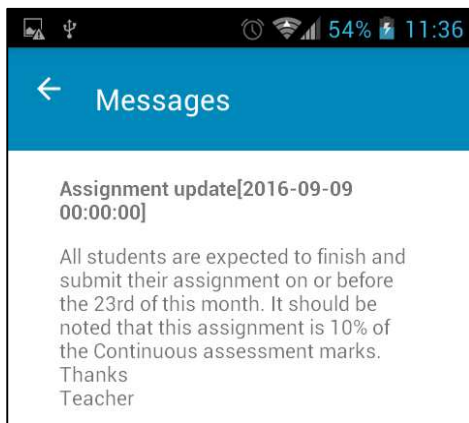 54% 11:36
Messages
Assignment update[2016-09-09
00:00:00]
All students are expected to finish and
submit their assignment on or before
the 23rd of this month. It should be
noted that this assignment is 10% of
the Continuous assessment marks.
Thanks
Teacher